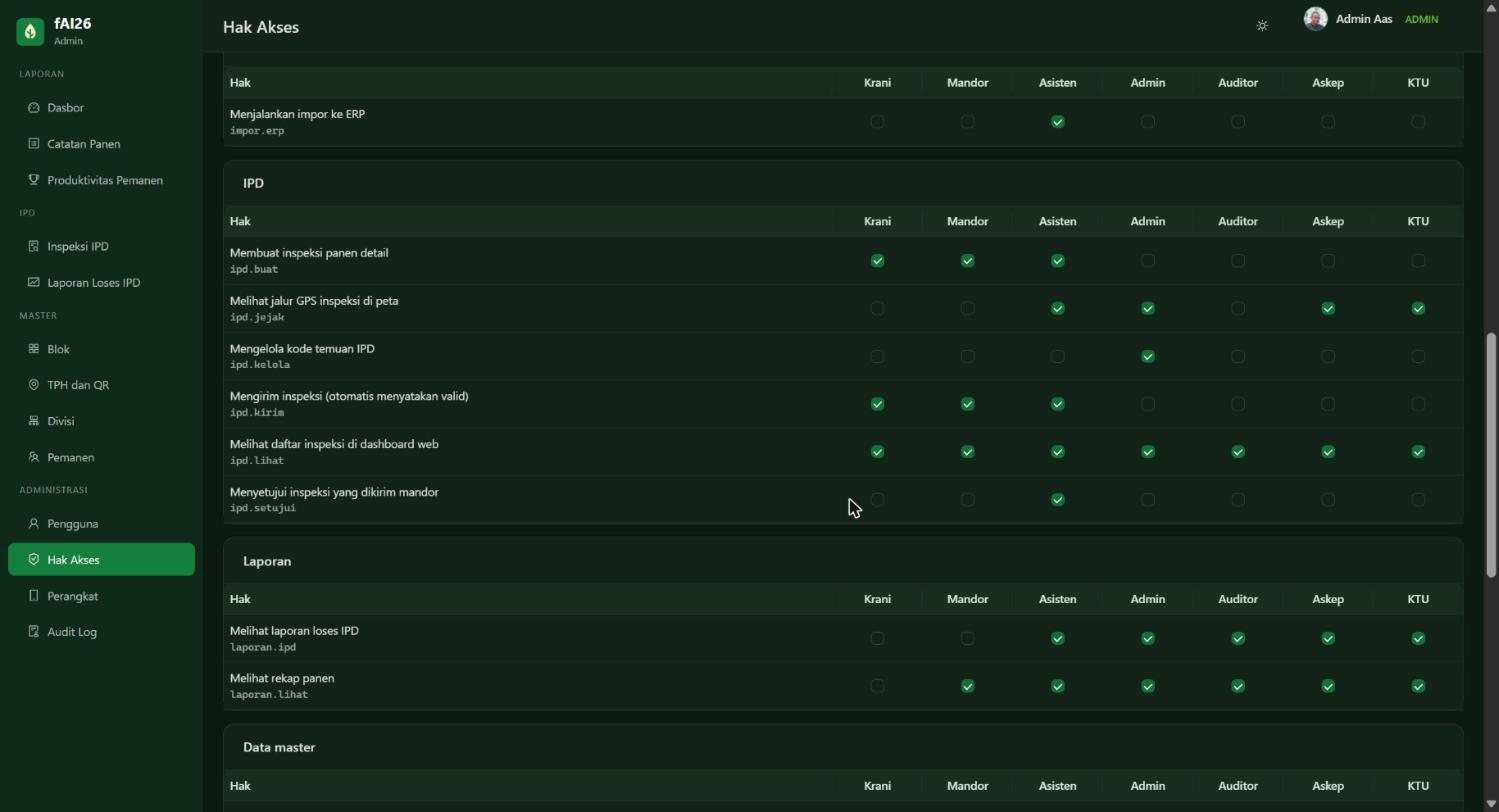 fAI26
Admin
LAPORAN
Dasbor
Catatan Panen
Produktivitas Pemanen
IPD
Inspeksi IPD
Laporan Loses IPD
MASTER
Blok
TPH dan QR
Divisi
Pemanen
ADMINISTRASI
Pengguna
Hak Akses
Perangkat
Audit Log
Hak Akses
Admin Aas ADMIN
Hak Krani Mandor Asisten Admin Auditor Askep KTU
Menjalankan impor ke ERP
impor.erp
IPD
Hak Krani Mandor Asisten Admin Auditor Askep KTU
Membuat inspeksi panen detail
ipd.buat
Melihat jalur GPS inspeksi di peta
ipd.jejak
Mengelola kode temuan IPD
ipd.kelola
Mengirim inspeksi (otomatis menyatakan valid)
ipd.kirim
Melihat daftar inspeksi di dashboard web
ipd.lihat
Menyetujui inspeksi yang dikirim mandor
ipd.setujui
Laporan
Hak Krani Mandor Asisten Admin Auditor Askep KTU
Melihat laporan loses IPD
laporan.ipd
Melihat rekap panen
laporan.lihat
Data master
Hak Krani Mandor Asisten Admin Auditor Askep KTU